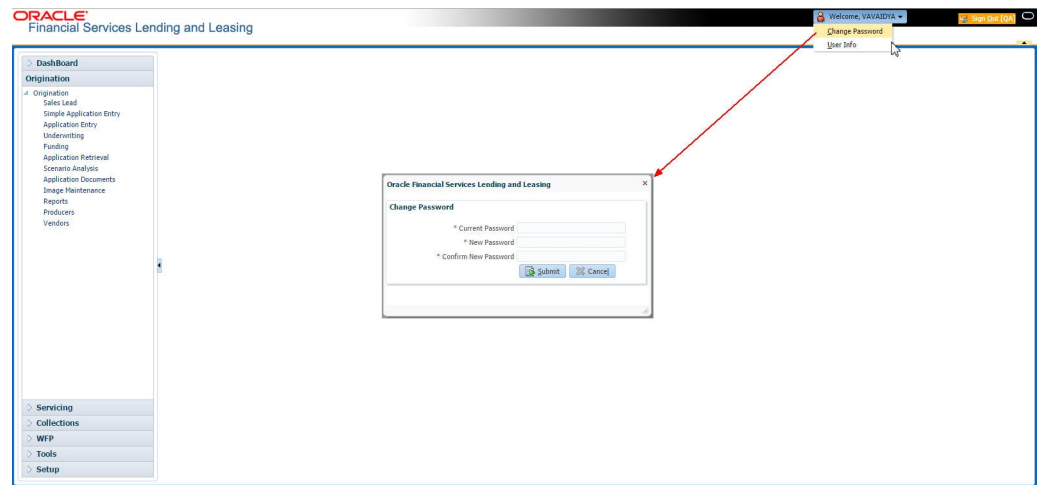 ORACLE
Financial Services Lending and Leasing
Welcome, VAVAIDYA
Sign Out [QA]
Change Password
User Info
DashBoard
Origination
Origination
Sales Lead
Simple Application Entry
Application Entry
Underwriting
Funding
Application Retrieval
Scenario Analysis
Application Documents
Image Maintenance
Reports
Producers
Vendors
Servicing
Collections
WFP
Tools
Setup
Oracle Financial Services Lending and Leasing
Change Password
* Current Password
* New Password
* Confirm New Password
Submit
Cancel